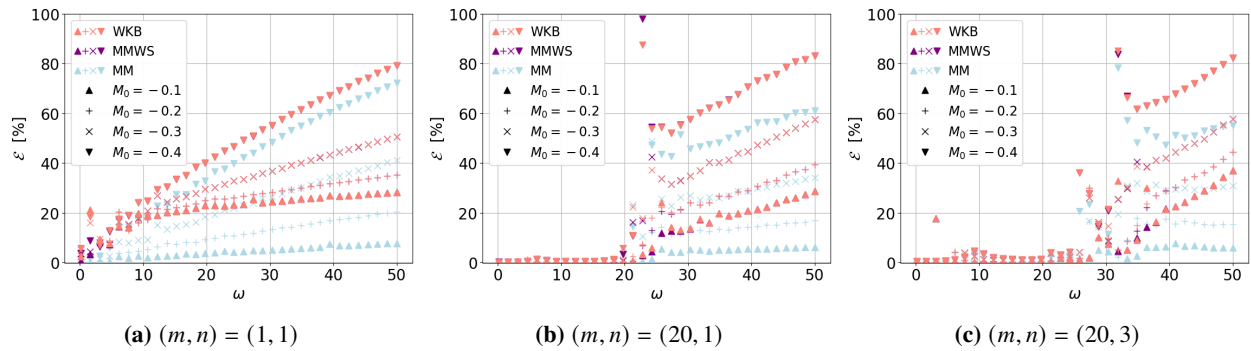 100
80
60
40
20
0
ℰ [%]
WKB
MMWS
MM
M₀ = −0.1
M₀ = −0.2
M₀ = −0.3
M₀ = −0.4
0 10 20 30 40 50
ω
(a) (m, n) = (1, 1)
100
80
60
40
20
0
ℰ [%]
WKB
MMWS
MM
M₀ = −0.1
M₀ = −0.2
M₀ = −0.3
M₀ = −0.4
0 10 20 30 40 50
ω
(b) (m, n) = (20, 1)
100
80
60
40
20
0
ℰ [%]
WKB
MMWS
MM
M₀ = −0.1
M₀ = −0.2
M₀ = −0.3
M₀ = −0.4
0 10 20 30 40 50
ω
(c) (m, n) = (20, 3)